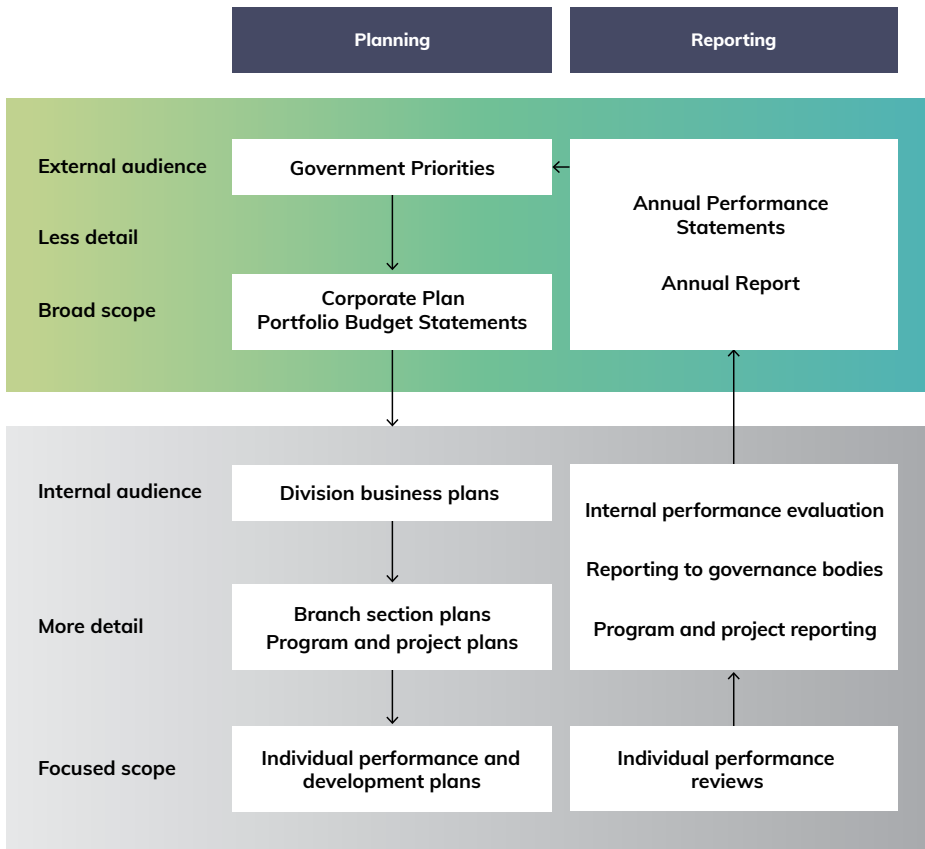 Planning
Reporting
External audience
Government Priorities
Annual Performance
Statements
Less detail
Annual Report
Broad scope
Corporate Plan
Portfolio Budget Statements
Internal audience
Division business plans
Internal performance evaluation
Reporting to governance bodies
More detail
Branch section plans
Program and project plans
Program and project reporting
Focused scope
Individual performance and
development plans
Individual performance
reviews